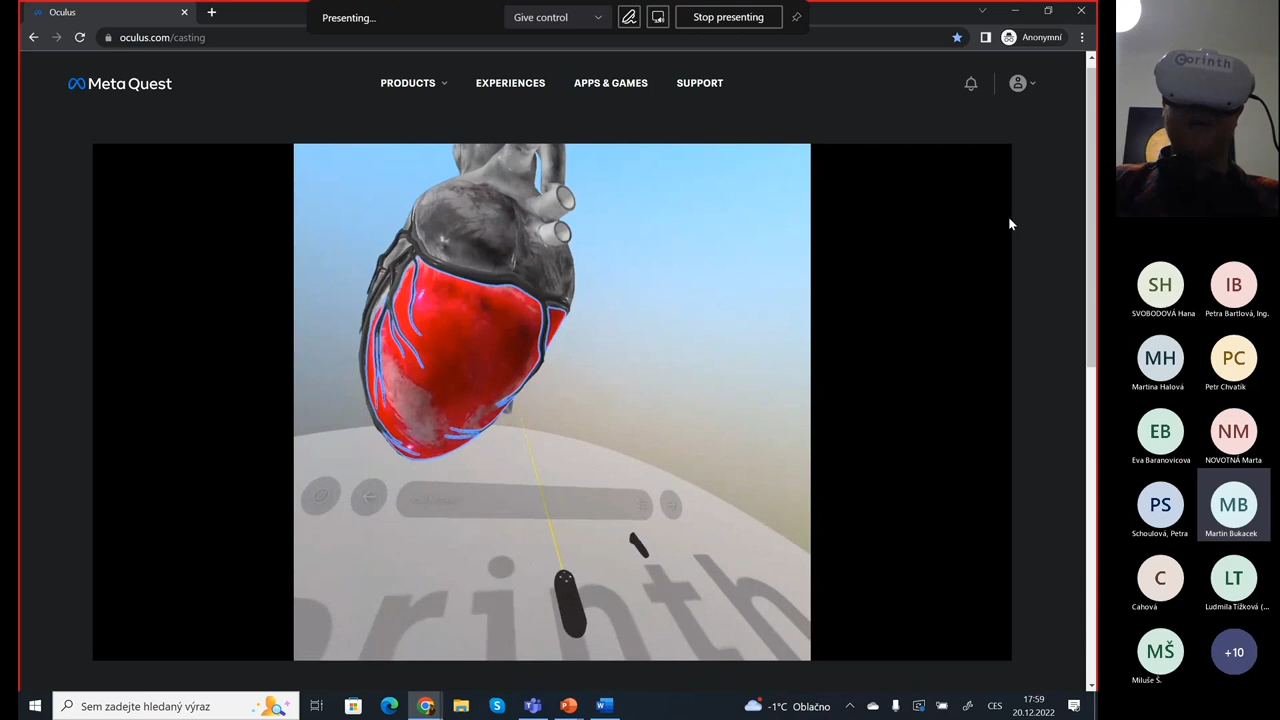 Oculus
Presenting...
Give control
Stop presenting
oculus.com/casting
Anonymní
Meta Quest
PRODUCTS
EXPERIENCES
APPS & GAMES
SUPPORT
Corinth
orinth
SH
SVOBODOVÁ Hana
IB
Petra Bartlová, Ing.
MH
Martina Halová
PC
Petr Chvatík
EB
Eva Baranovicova
NM
NOVOTNÁ Marta
PS
Schoulová, Petra
MB
Martin Bukacek
C
Cahová
LT
Ludmila Tížková (...
MŠ
Miluše Š.
+10
Sem zadejte hledaný výraz
-1°C Oblačno
CES
17:59
20.12.2022